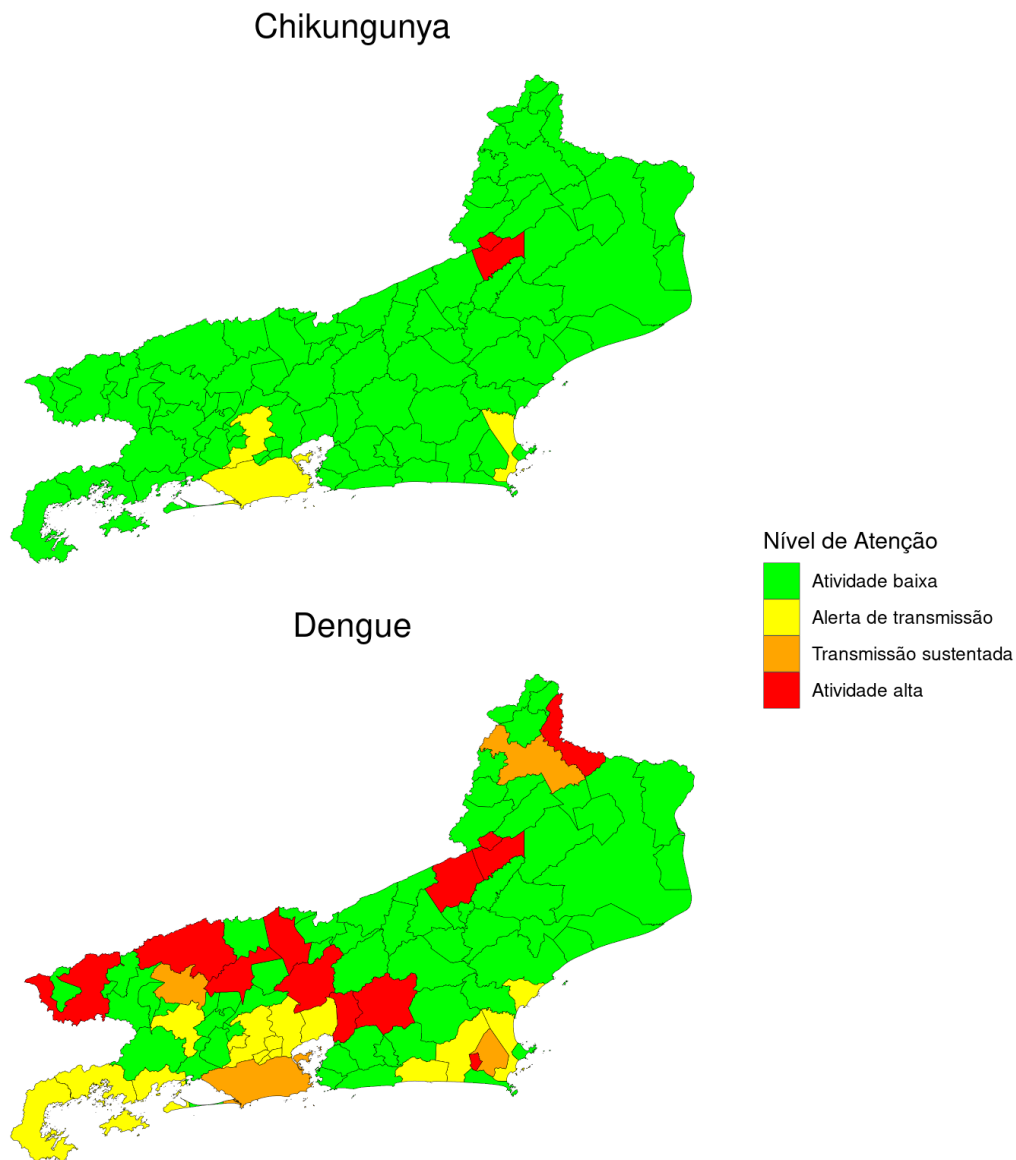 Chikungunya
Nível de Atenção
Atividade baixa
Alerta de transmissão
Transmissão sustentada
Atividade alta
Dengue